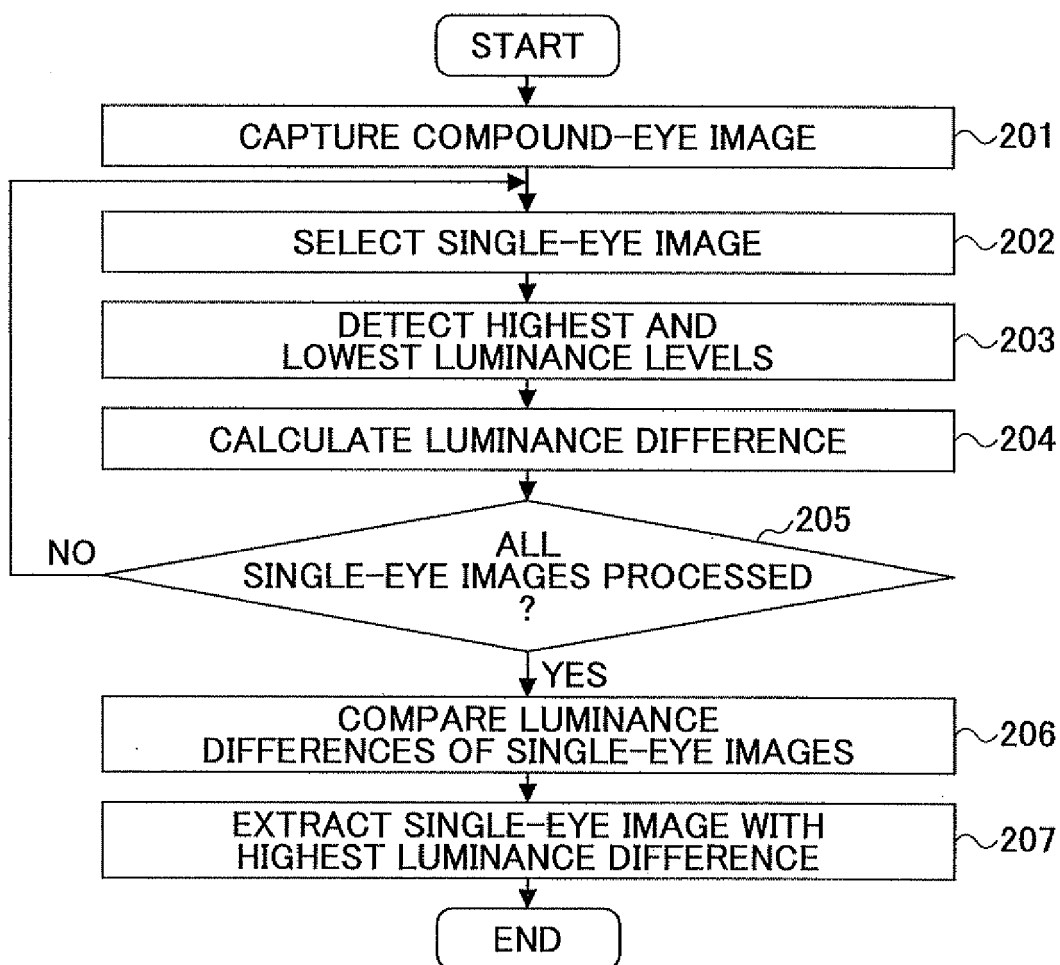 START
CAPTURE COMPOUND-EYE IMAGE
201
SELECT SINGLE-EYE IMAGE
202
DETECT HIGHEST AND
LOWEST LUMINANCE LEVELS
203
CALCULATE LUMINANCE DIFFERENCE
204
205
NO
ALL
SINGLE-EYE IMAGES PROCESSED
?
YES
COMPARE LUMINANCE
DIFFERENCES OF SINGLE-EYE IMAGES
206
EXTRACT SINGLE-EYE IMAGE WITH
HIGHEST LUMINANCE DIFFERENCE
207
END